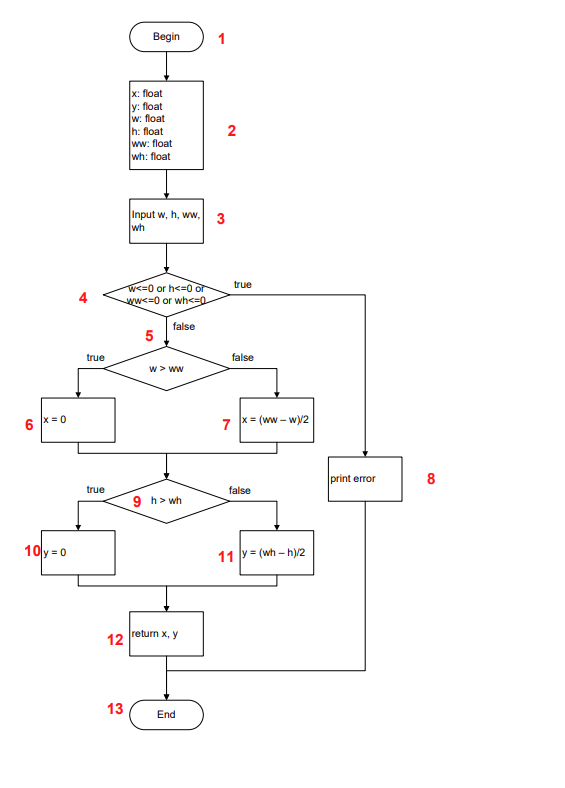 Begin
1
x: float
y: float
w: float
h: float
ww: float
wh: float
2
Input w, h, ww,
wh
3
true
w<=0 or h<=0 or
ww<=0 or wh<=0
4
false
5
true
false
w > ww
x = 0
6
x = (ww – w)/2
7
print error
8
true
false
9
h > wh
10
y = 0
11
y = (wh – h)/2
return x, y
12
13
End